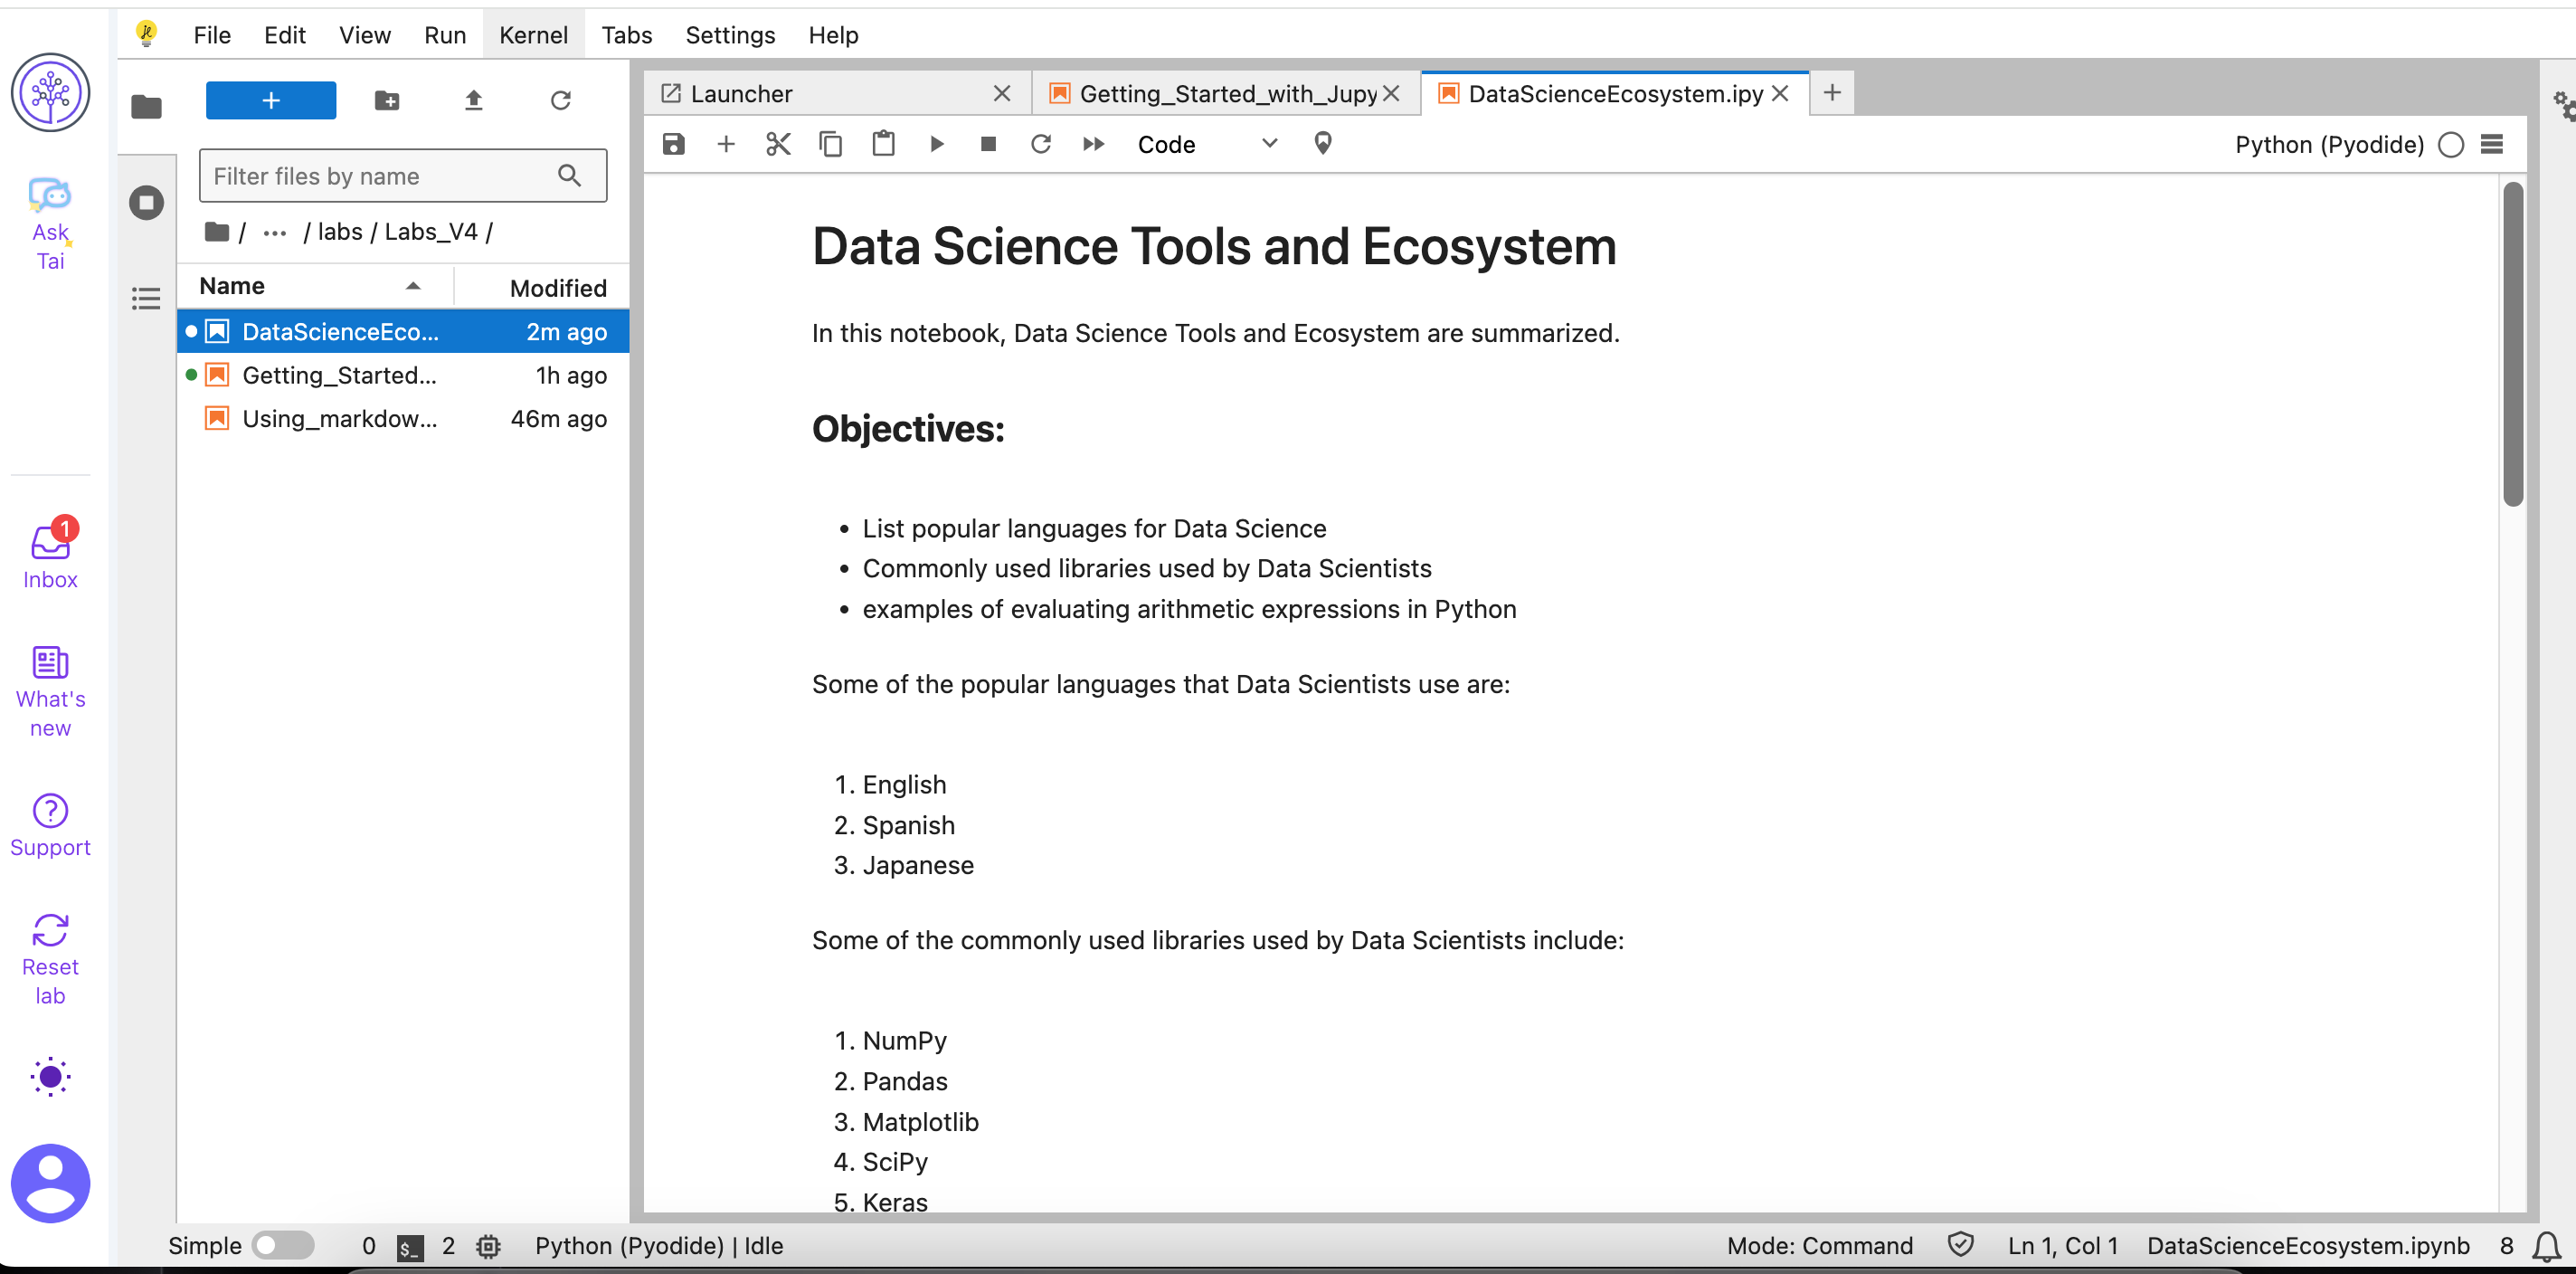 File Edit View Run Kernel Tabs Settings Help
Ask
Tai
1
Inbox
What's
new
Support
Reset
lab
Filter files by name
/ ... / labs / Labs_V4 /
Name Modified
DataScienceEco... 2m ago
Getting_Started... 1h ago
Using_markdow... 46m ago
Launcher
Getting_Started_with_Jupy
DataScienceEcosystem.ipy
Code
Python (Pyodide)
Data Science Tools and Ecosystem
In this notebook, Data Science Tools and Ecosystem are summarized.
Objectives:
• List popular languages for Data Science
• Commonly used libraries used by Data Scientists
• examples of evaluating arithmetic expressions in Python
Some of the popular languages that Data Scientists use are:
1. English
2. Spanish
3. Japanese
Some of the commonly used libraries used by Data Scientists include:
1. NumPy
2. Pandas
3. Matplotlib
4. SciPy
5. Keras
Simple 0 $_ 2 Python (Pyodide) | Idle Mode: Command Ln 1, Col 1 DataScienceEcosystem.ipynb 8